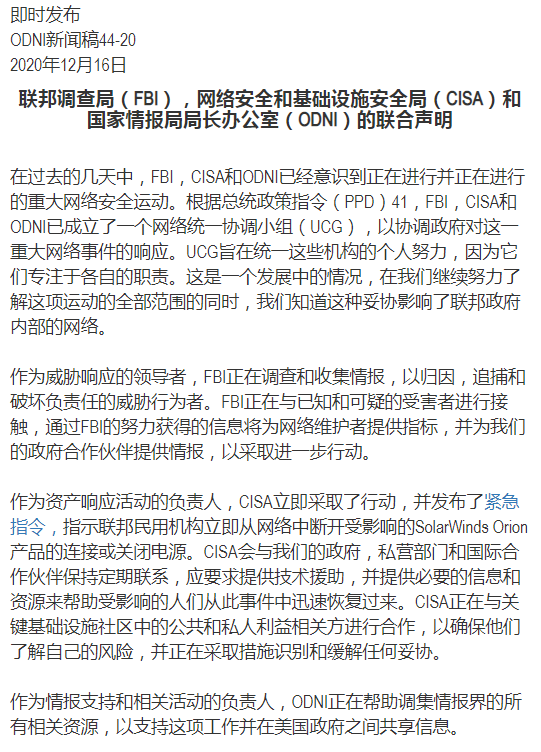 即时发布
ODNI新闻稿44-20
2020年12月16日
联邦调查局（FBI），网络安全和基础设施安全局（CISA）和
国家情报局局长办公室（ODNI）的联合声明
在过去的几天中，FBI，CISA和ODNI已经意识到正在进行并正在进行
的重大网络安全运动。根据总统政策指令（PPD）41，FBI，CISA和
ODNI已成立了一个网络统一协调小组（UCG），以协调政府对这一
重大网络事件的响应。UCG旨在统一这些机构的个人努力，因为它
们专注于各自的职责。这是一个发展中的情况，在我们继续努力了
解这项运动的全部范围的同时，我们知道这种妥协影响了联邦政府
内部的网络。
作为威胁响应的领导者，FBI正在调查和收集情报，以归因，追捕和
破坏负责任的威胁行为者。FBI正在与已知和可疑的受害者进行接
触，通过FBI的努力获得的信息将为网络维护者提供指标，并为我们
的政府合作伙伴提供情报，以采取进一步行动。
作为资产响应活动的负责人，CISA立即采取了行动，并发布了紧急
指令，指示联邦民用机构立即从网络中断开受影响的SolarWinds Orion
产品的连接或关闭电源。CISA会与我们的政府，私营部门和国际合
作伙伴保持定期联系，应要求提供技术援助，并提供必要的信息和
资源来帮助受影响的人们从此事件中迅速恢复过来。CISA正在与关
键基础设施社区中的公共和私人利益相关方进行合作，以确保他们
了解自己的风险，并正在采取措施识别和缓解任何妥协。
作为情报支持和相关活动的负责人，ODNI正在帮助调集情报界的所
有相关资源，以支持这项工作并在美国政府之间共享信息。